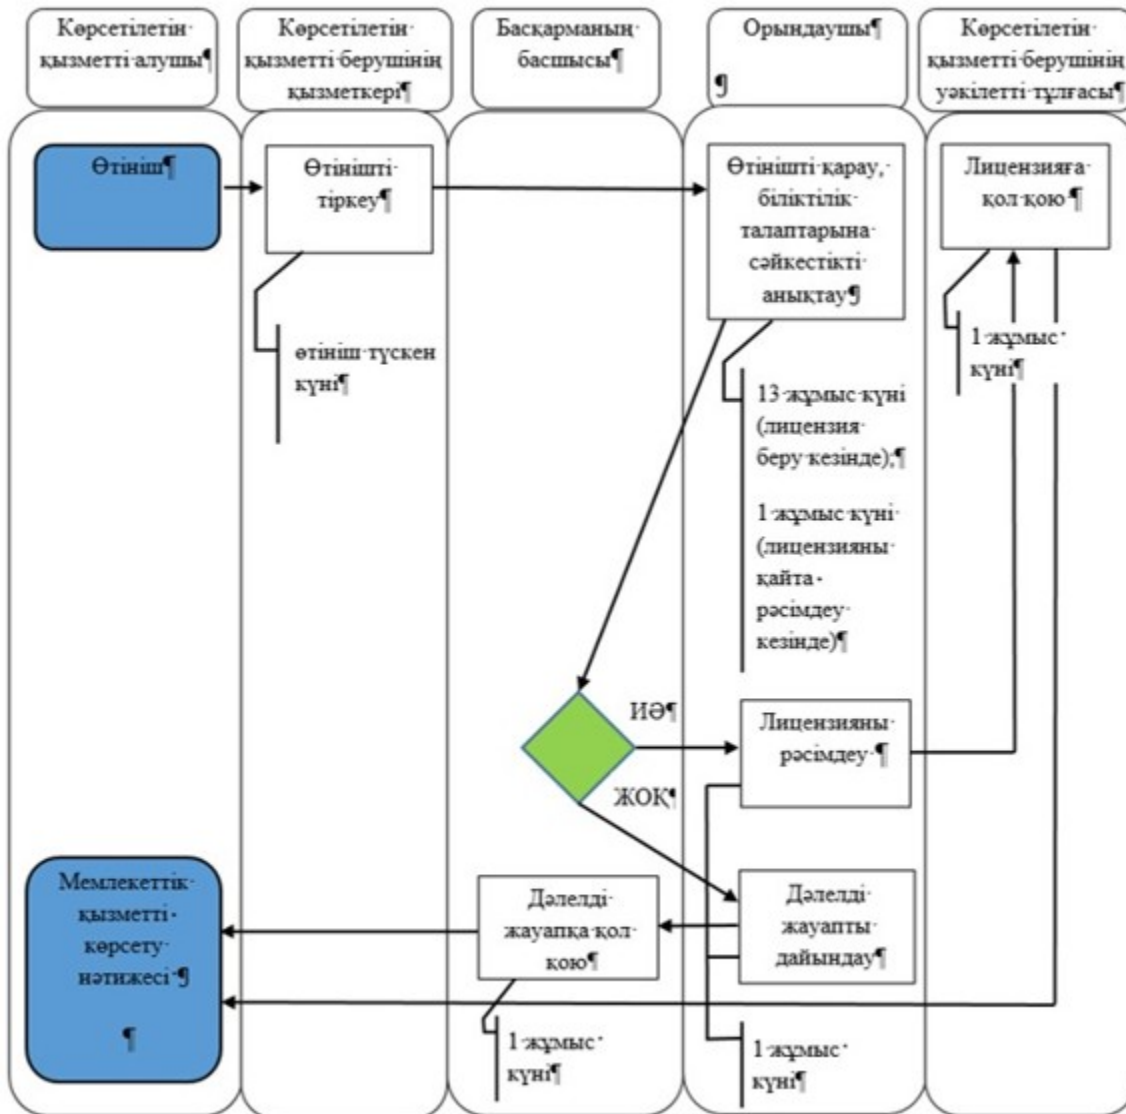 Көрсетілетін
қызметті алушы¶
Көрсетілетін
қызметті берушінің
қызметкері¶
Басқарманың
басшысы¶
Орындаушы¶
¶
Көрсетілетін
қызметті берушінің
уәкілетті тұлғасы¶
Өтініш¶
Өтінішті
тіркеу¶
Өтінішті қарау,
біліктілік
талаптарына
сәйкестікті
анықтау¶
Лицензияға
қол қою ¶
өтініш түскен
күні¶
1 жұмыс
күні¶
13 жұмыс күні
(лицензия
беру кезінде);¶
1 жұмыс күні
(лицензияны
қайта
рәсімдеу
кезінде)¶
ИӘ¶
Лицензияны
рәсімдеу ¶
ЖОҚ¶
Мемлекеттік
қызметті
көрсету
нәтижесі ¶
¶
Дәлелді
жауапқа қол
қою¶
Дәлелді
жауапты
дайындау¶
1 жұмыс
күні¶
1 жұмыс
күні¶